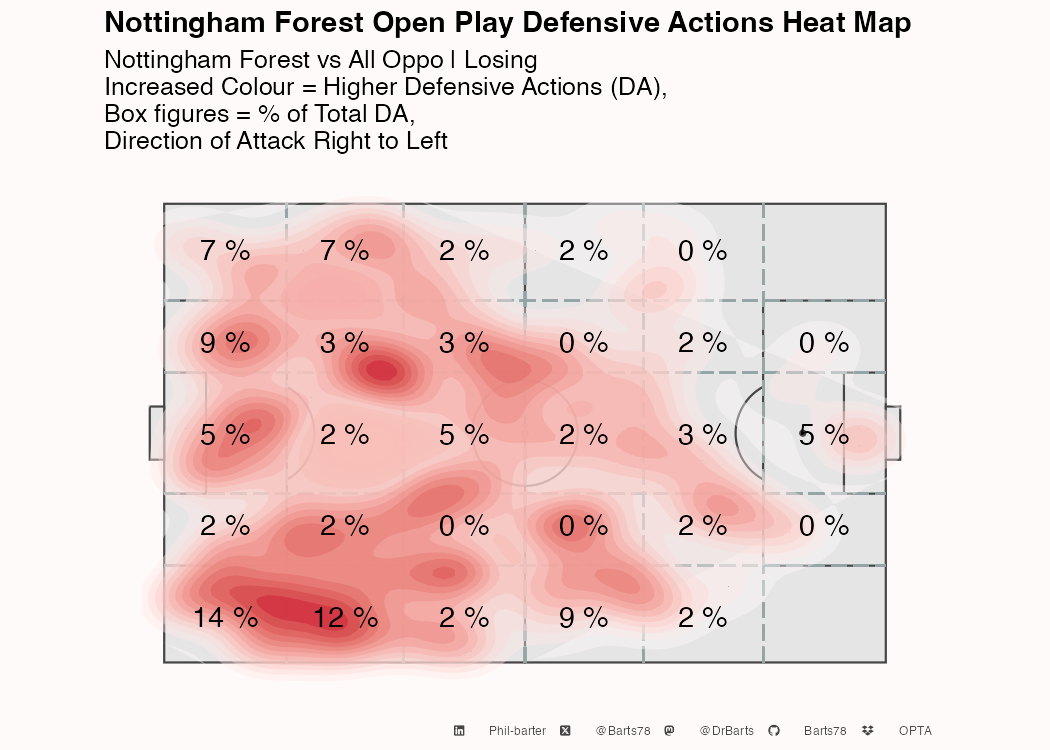 Nottingham Forest Open Play Defensive Actions Heat Map
Nottingham Forest vs All Oppo | Losing
Increased Colour = Higher Defensive Actions (DA),
Box figures = % of Total DA,
Direction of Attack Right to Left
7 % 7 % 2 % 2 % 0 %
9 % 3 % 3 % 0 % 2 % 0 %
5 % 2 % 5 % 2 % 3 % 5 %
2 % 2 % 0 % 0 % 2 % 0 %
14 % 12 % 2 % 9 % 2 %
Phil-barter @Barts78 @DrBarts Barts78 OPTA